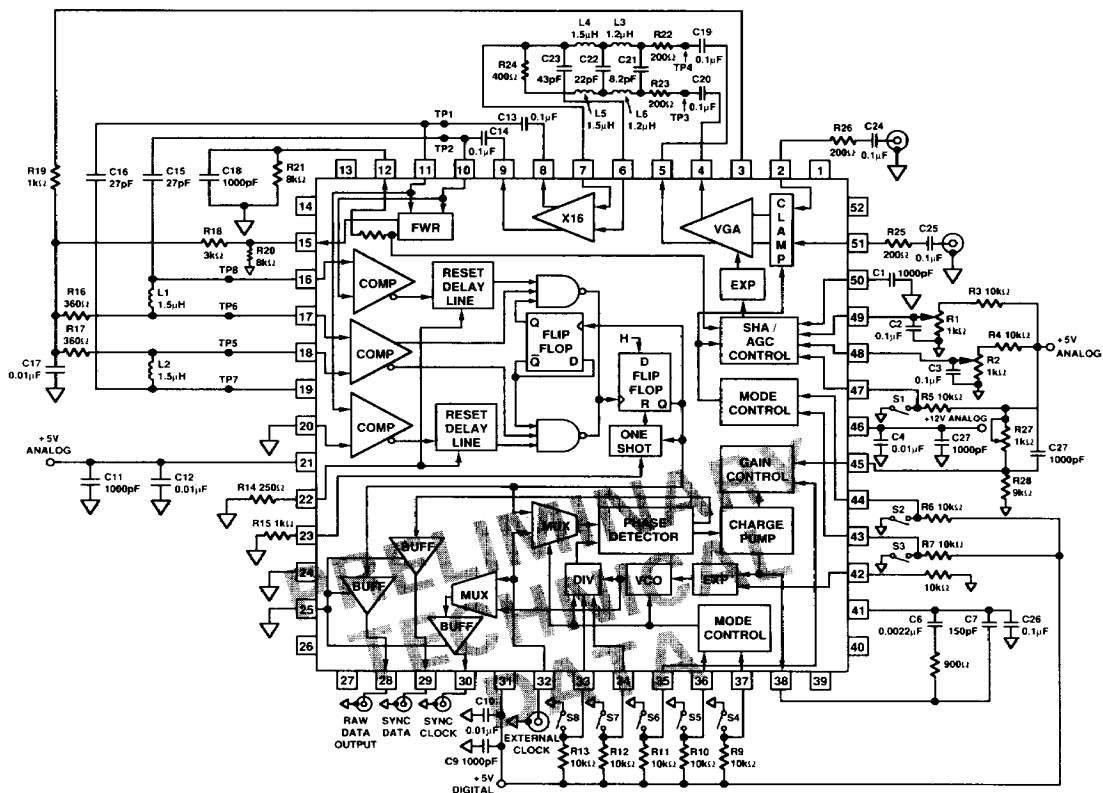 L4
1.5µH
L3
1.2µH
R22
200Ω
C19
0.1µF
TP4
R24
400Ω
C23
43pF
C22
22pF
C21
8.2pF
R23
200Ω
C20
0.1µF
TP3
L5
1.5µH
L6
1.2µH
TP1
TP2
C13
0.1µF
C14
0.1µF
R26
200Ω
C24
0.1µF
R19
1kΩ
C16
27pF
C15
27pF
C18
1000pF
R21
8kΩ
13
12
11
10
9
8
7
6
5
4
3
2
1
14
52
15
FWR
X16
VGA
CLAMP
51
R25
200Ω
C25
0.1µF
R18
3kΩ
R20
8kΩ
TP8
16
COMP
RESET
DELAY
LINE
EXP
50
C1
1000pF
R16
360Ω
L1
1.5µH
TP6
17
R17
360Ω
COMP
Q
FLIP
FLOP
Q̅
D
H
SHA /
AGC
CONTROL
49
C2
0.1µF
R1
1kΩ
R3 10kΩ
R4 10kΩ
+5V
ANALOG
TP5
18
48
C3
0.1µF
R2
1kΩ
C17
0.01µF
L2
1.5µH
TP7
19
D
FLIP
FLOP
R Q
MODE
CONTROL
47
S1
R5 10kΩ
+12V ANALOG
20
COMP
RESET
DELAY
LINE
ONE
SHOT
46
C4
0.01µF
C27
1000pF
R27
1kΩ
C27
1000pF
+5V
ANALOG
21
C11
1000pF
C12
0.01µF
GAIN
CONTROL
45
R28
9kΩ
R14 250Ω
22
44
S2
R6 10kΩ
R15 1kΩ
23
MUX
PHASE
DETECTOR
CHARGE
PUMP
43
S3
R7 10kΩ
24
BUFF
42
10kΩ
25
BUFF
MUX
DIV
VCO
EXP
41
C6
0.0022µF
C7
150pF
C26
0.1µF
26
BUFF
MODE
CONTROL
40
900Ω
PRELIMINARY
TECHNICAL
DATA
27
28
29
30
31
32
33
34
35
36
37
38
39
RAW
DATA
OUTPUT
SYNC
DATA
SYNC
CLOCK
C10
0.01µF
EXTERNAL
CLOCK
S8
S7
S6
S5
S4
C9 1000pF
R13
10kΩ
R12
10kΩ
R11
10kΩ
R10
10kΩ
R9
10kΩ
+5V
DIGITAL